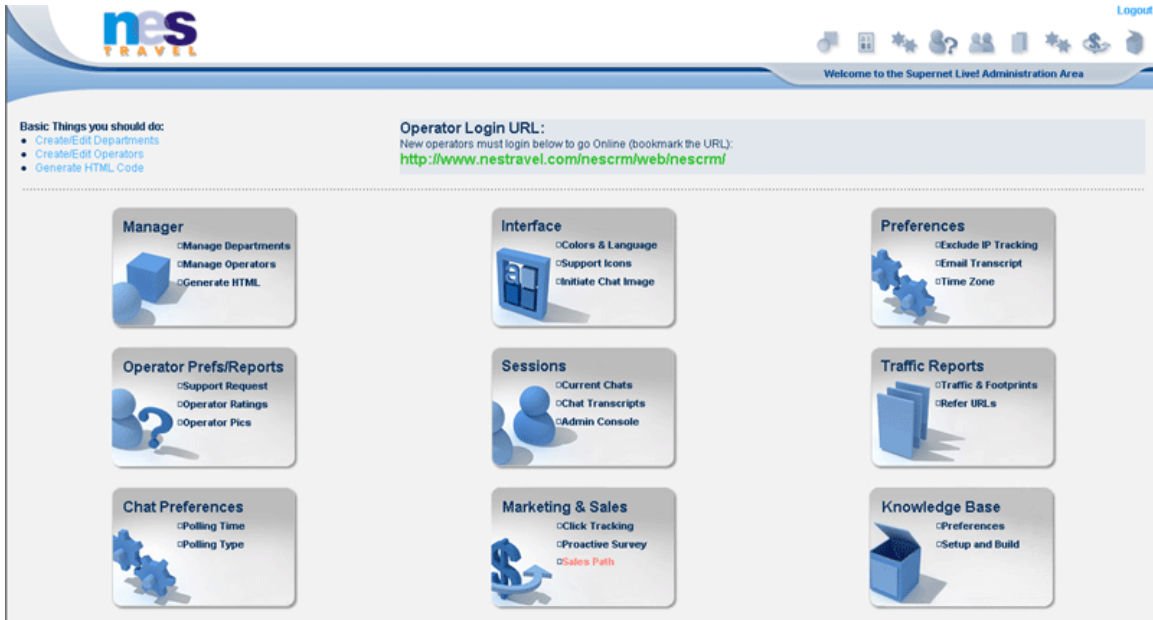 Logout
nes
TRAVEL
Welcome to the Supernet Live! Administration Area
Basic Things you should do:
Create/Edit Departments
Create/Edit Operators
Generate HTML Code
Operator Login URL:
New operators must login below to go Online (bookmark the URL):
http://www.nestravel.com/nescrm/web/nescrm/
Manager
Manage Departments
Manage Operators
Generate HTML
Interface
Colors & Language
Support Icons
Initiate Chat Image
Preferences
Exclude IP Tracking
Email Transcript
Time Zone
Operator Prefs/Reports
Support Request
Operator Ratings
Operator Pics
Sessions
Current Chats
Chat Transcripts
Admin Console
Traffic Reports
Traffic & Footprints
Refer URLs
Chat Preferences
Polling Time
Polling Type
Marketing & Sales
Click Tracking
Proactive Survey
Sales Path
Knowledge Base
Preferences
Setup and Build